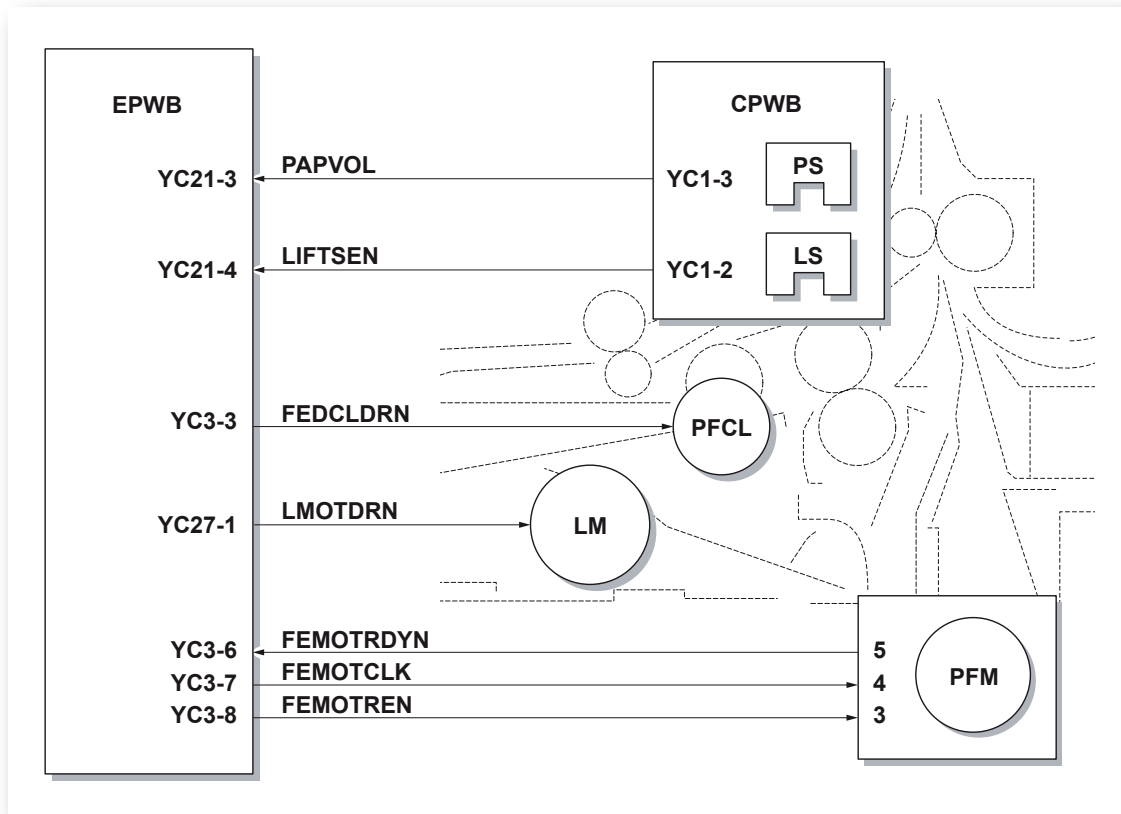 EPWB
CPWB
YC21-3
PAPVOL
YC1-3
PS
YC21-4
LIFTSEN
YC1-2
LS
YC3-3
FEDCLDRN
PFCL
YC27-1
LMOTDRN
LM
YC3-6
FEMOTRDYN
5
YC3-7
FEMOTCLK
4
PFM
YC3-8
FEMOTREN
3